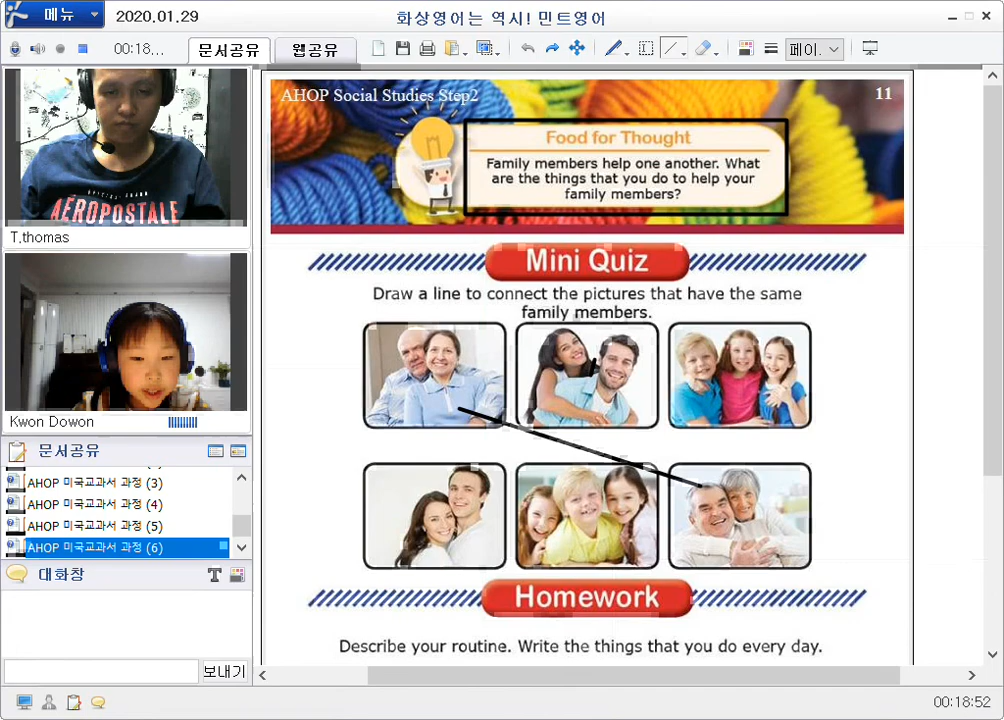 메뉴
2020.01.29
화상영어는 역시! 민트영어
00:18...
문서공유
웹공유
페이.
AEROPOSTALE
T.thomas
Kwon Dowon
문서공유
AHOP 미국교과서 과정 (3)
AHOP 미국교과서 과정 (4)
AHOP 미국교과서 과정 (5)
AHOP 미국교과서 과정 (6)
대화창
보내기
AHOP Social Studies Step2
11
Food for Thought
Family members help one another. What
are the things that you do to help your
family members?
Mini Quiz
Draw a line to connect the pictures that have the same
family members.
Homework
Describe your routine. Write the things that you do every day.
00:18:52